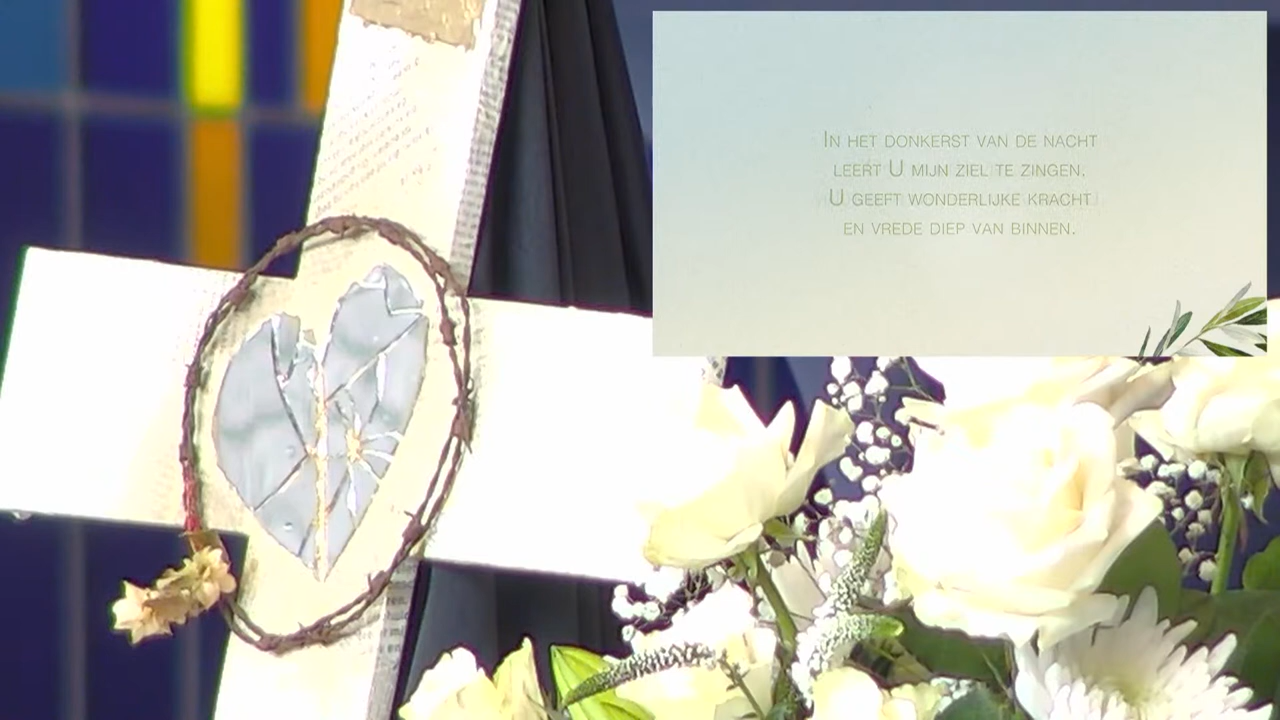 In het donkerst van de nacht
leert U mijn ziel te zingen.
U geeft wonderlijke kracht
en vrede diep van binnen.